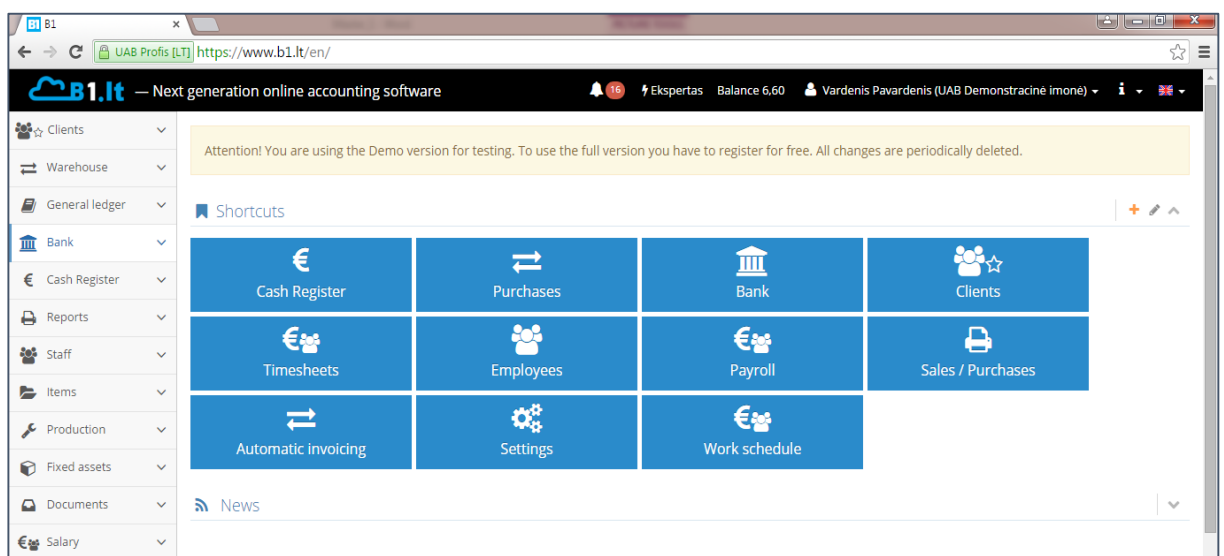 B1 B1
UAB Profis [LT] https://www.b1.lt/en/
B1.lt — Next generation online accounting software 16 Ekspertas Balance 6,60 Vardenis Pavardenis (UAB Demonstracinė imonė) i
Clients
Warehouse
General ledger
Bank
Cash Register
Reports
Staff
Items
Production
Fixed assets
Documents
€ Salary
Attention! You are using the Demo version for testing. To use the full version you have to register for free. All changes are periodically deleted.
Shortcuts
Cash Register
Purchases
Bank
Clients
Timesheets
Employees
Payroll
Sales / Purchases
Automatic invoicing
Settings
Work schedule
News